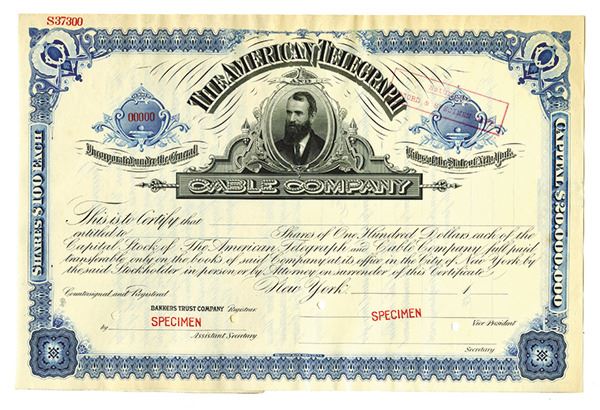 S37300
THE AMERICAN TELEGRAPH
AND
CABLE COMPANY
00000
SPECIMEN
Incorporated under the General
Laws of the State of New York.
SHARES $100 EACH
CAPITAL $20,000,000
This is to Certify that
entitled to Shares of One Hundred Dollars each of the
Capital Stock of The American Telegraph and Cable Company, full paid,
transferable only on the books of said Company at its office in the City of New York by
the said Stockholder in person or by Attorney on surrender of this Certificate.
Countersigned and Registered
New York 1
BANKERS TRUST COMPANY Registrar
by SPECIMEN
Assistant Secretary
SPECIMEN
Vice President
Secretary